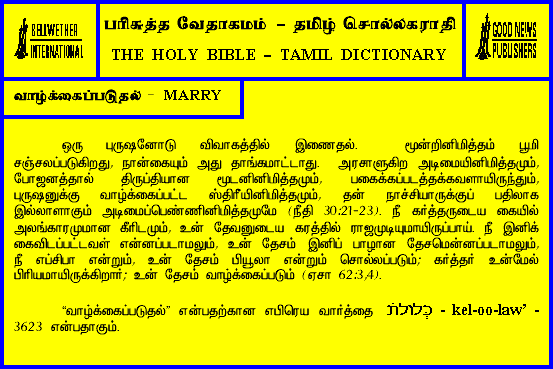 BELLWETHER
INTERNATIONAL
பரிசுத்த வேதாகமம் – தமிழ் சொல்லகராதி
THE HOLY BIBLE – TAMIL DICTIONARY
GOOD NEWS
PUBLISHERS
வாழ்க்கைப்படுதல் - MARRY
ஒரு புருஷனோடு விவாகத்தில் இணைதல். மூன்றினிமித்தம் பூமி
சஞ்சலப்படுகிறது, நான்கையும் அது தாங்கமாட்டாது. அரசாளுகிற அடிமையினிமித்தமும்,
போஜனத்தால் திருப்தியான மூடனினிமித்தமும், பகைக்கப்படத்தக்கவளாயிருந்தும்,
புருஷனுக்கு வாழ்க்கைப்பட்ட ஸ்திரீயினிமித்தமும், தன் நாச்சியாருக்குப் பதிலாக
இல்லாளாகும் அடிமைப்பெண்ணினிமித்தமுமே (நீதி 30:21-23). நீ கர்த்தருடைய கையில்
அலங்காரமுமான கிரீடமும், உன் தேவனுடைய கரத்தில் ராஜமுடியுமாயிருப்பாய். நீ இனிக்
கைவிடப்பட்டவள் என்னப்படாமலும், உன் தேசம் இனிப் பாழான தேசமென்னப்படாமலும்,
நீ எப்சிபா என்றும், உன் தேசம் பியூலா என்றும் சொல்லப்படும்; கர்த்தர் உன்மேல்
பிரியமாயிருக்கிறார்; உன் தேசம் வாழ்க்கைப்படும் (ஏசா 62:3,4).
“வாழ்க்கைப்படுதல்” என்பதற்கான எபிரெய வார்த்தை כְּלוּלֹת - kel-oo-law’ -
3623 என்பதாகும்.